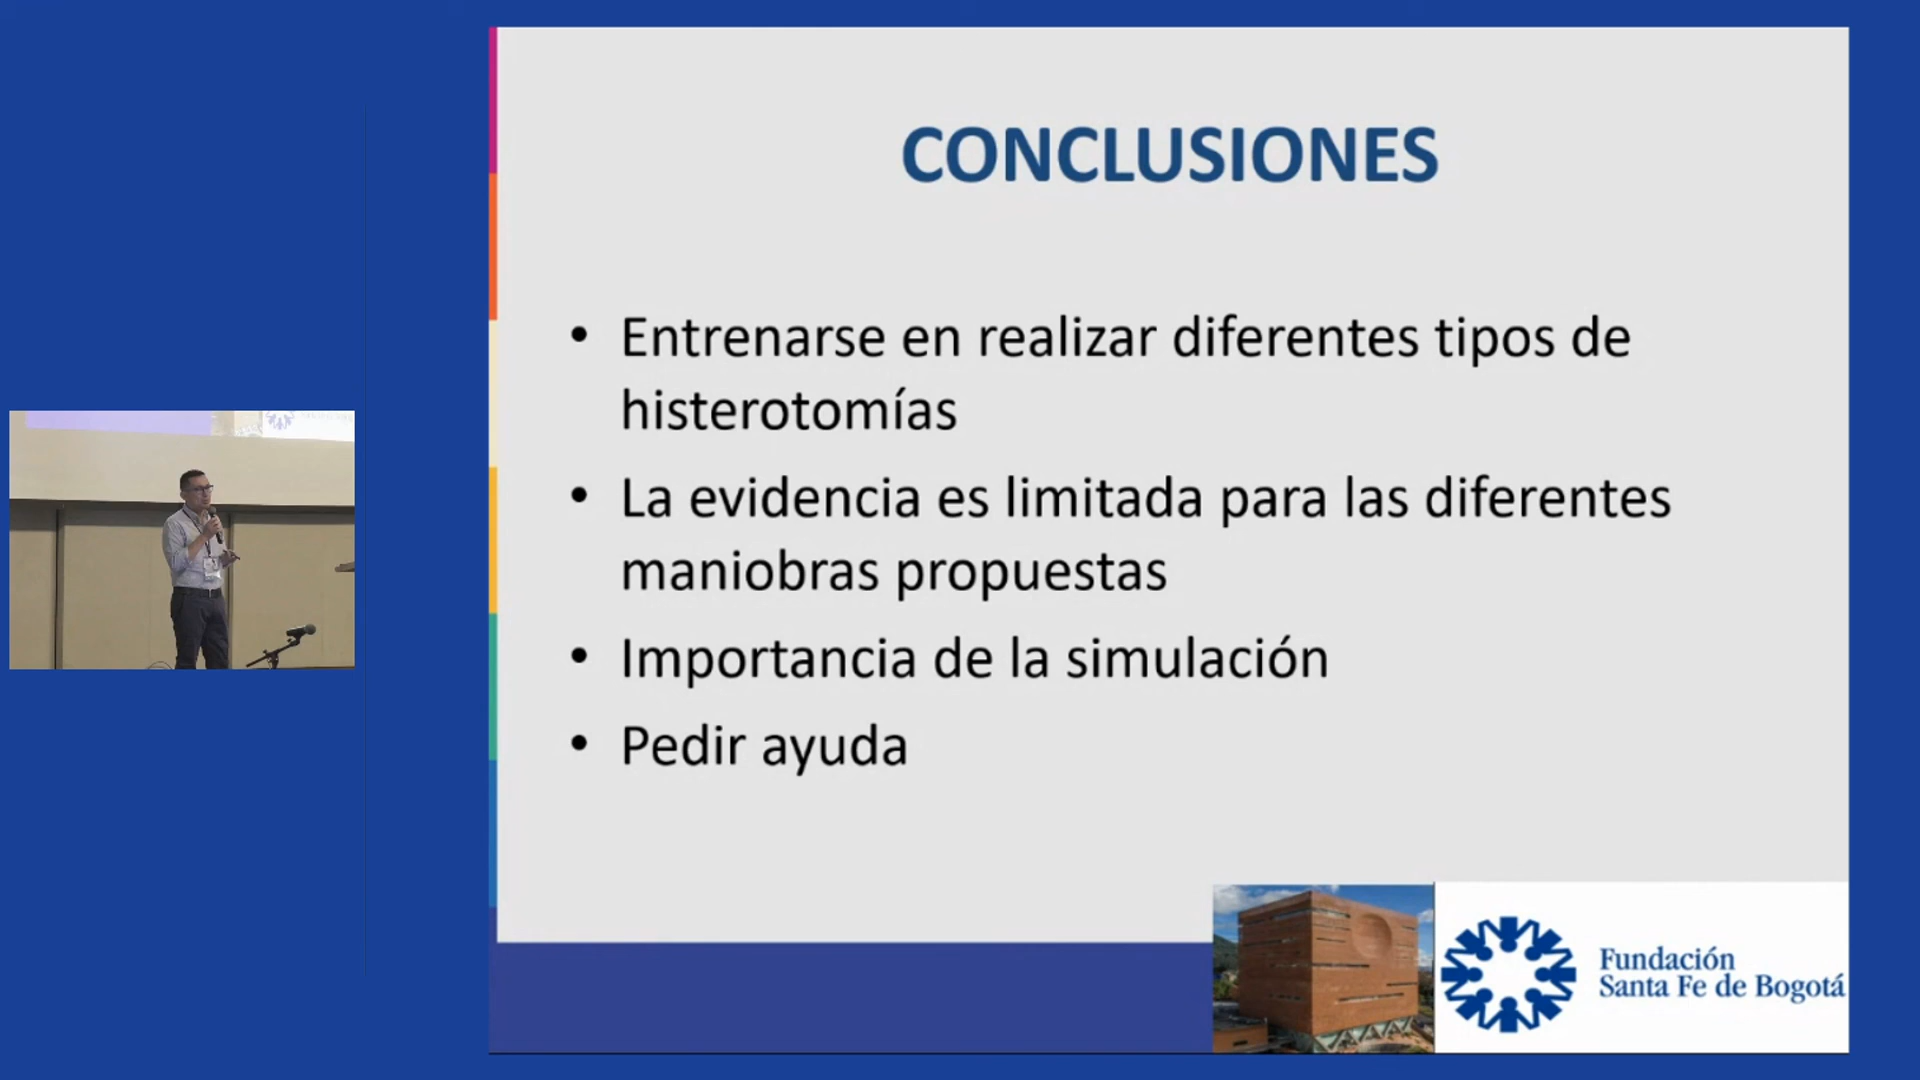 CONCLUSIONES
• Entrenarse en realizar diferentes tipos de
histerotomías
• La evidencia es limitada para las diferentes
maniobras propuestas
• Importancia de la simulación
• Pedir ayuda
Fundación
Santa Fe de Bogotá